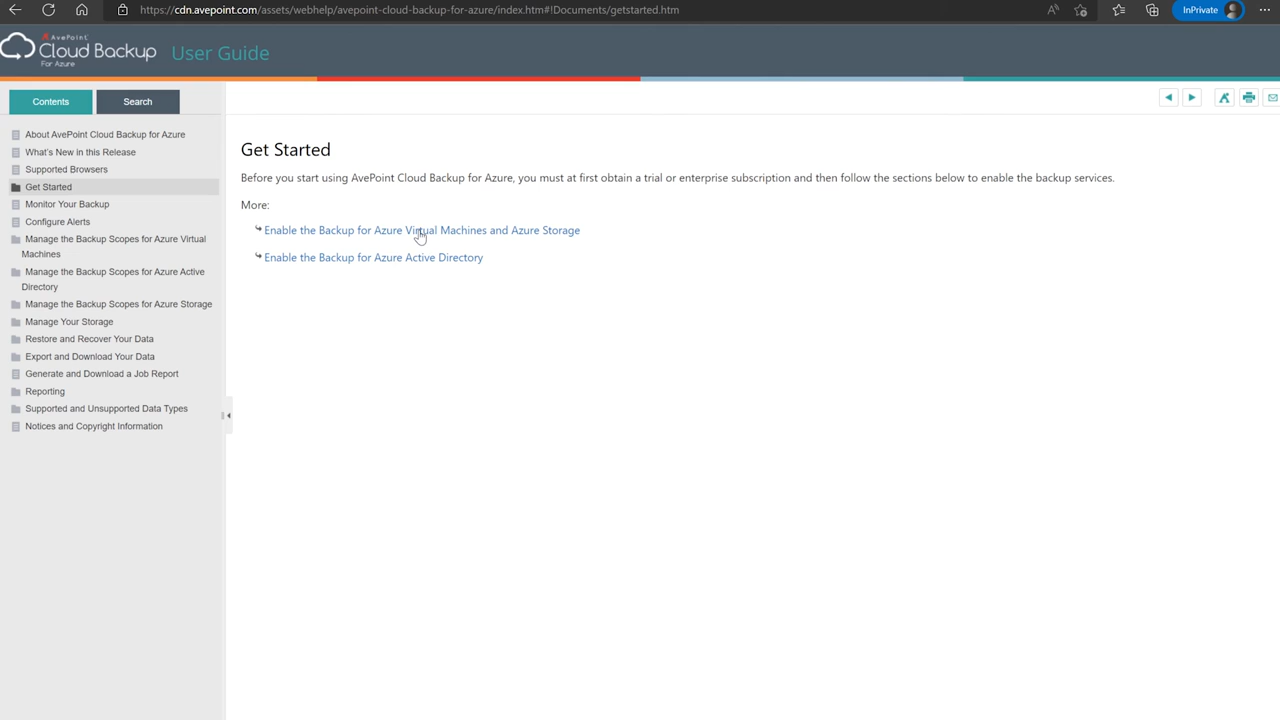 https://cdn.avepoint.com/assets/webhelp/avepoint-cloud-backup-for-azure/index.htm#!Documents/getstarted.htm
InPrivate
AvePoint
Cloud Backup
For Azure
User Guide
Contents
Search
About AvePoint Cloud Backup for Azure
What's New in this Release
Supported Browsers
Get Started
Monitor Your Backup
Configure Alerts
Manage the Backup Scopes for Azure Virtual
Machines
Manage the Backup Scopes for Azure Active
Directory
Manage the Backup Scopes for Azure Storage
Manage Your Storage
Restore and Recover Your Data
Export and Download Your Data
Generate and Download a Job Report
Reporting
Supported and Unsupported Data Types
Notices and Copyright Information
Get Started
Before you start using AvePoint Cloud Backup for Azure, you must at first obtain a trial or enterprise subscription and then follow the sections below to enable the backup services.
More:
Enable the Backup for Azure Virtual Machines and Azure Storage
Enable the Backup for Azure Active Directory